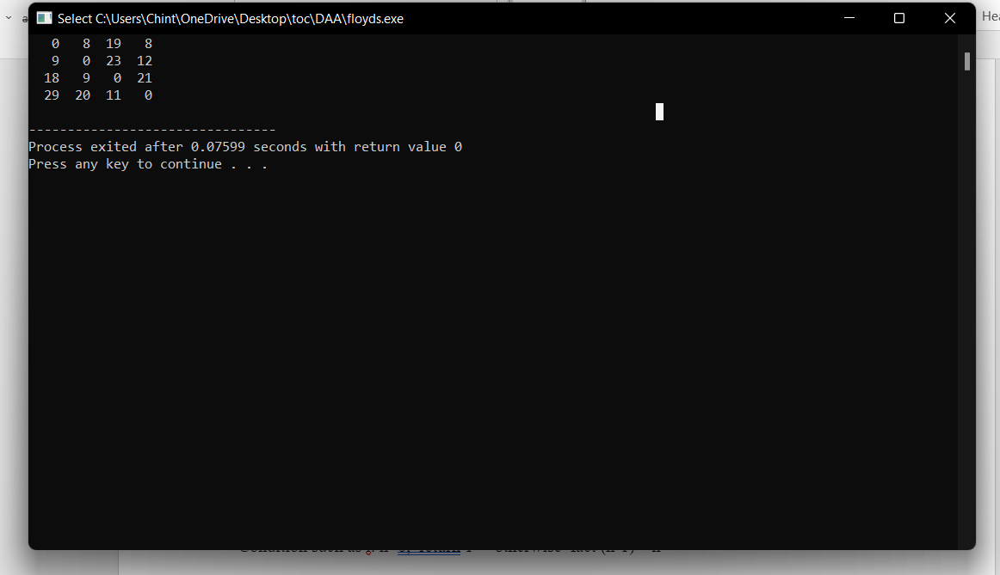 Select C:\Users\Chint\OneDrive\Desktop\toc\DAA\floyds.exe
0 8 19 8
9 0 23 12
18 9 0 21
29 20 11 0
--------------------------------
Process exited after 0.07599 seconds with return value 0
Press any key to continue . . .